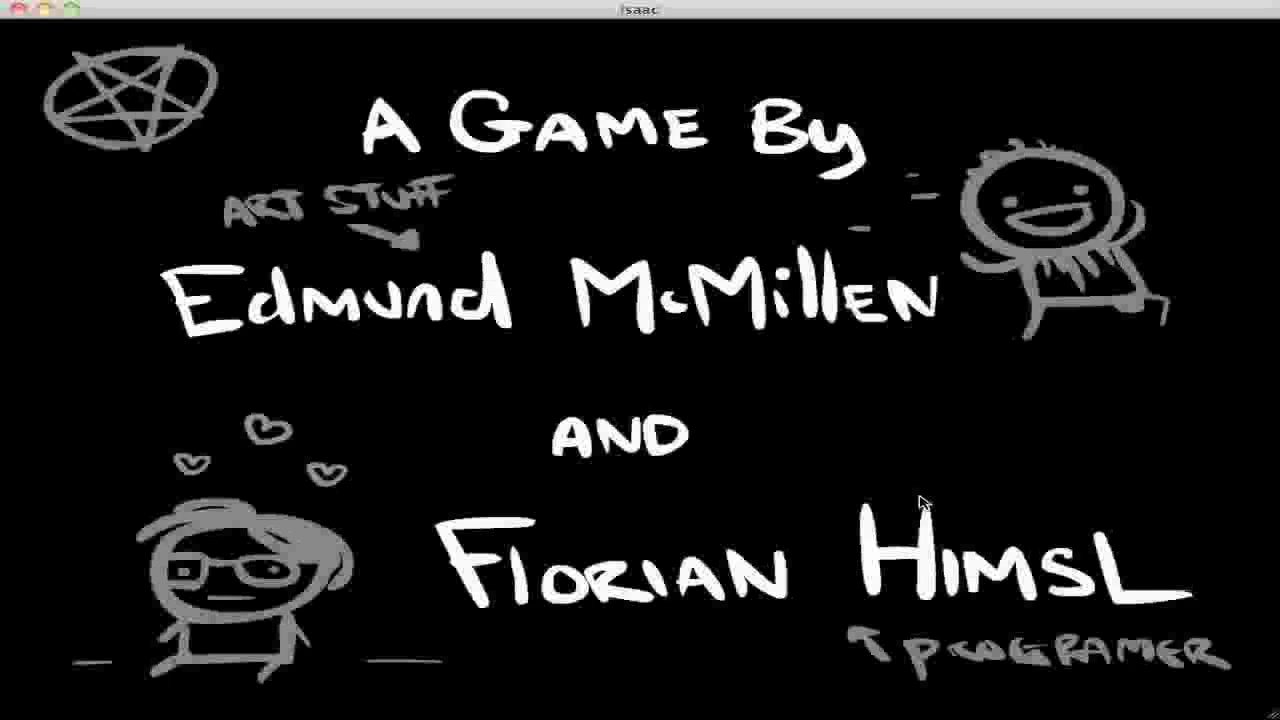 Isaac
A GAME By
ART STUFF
Edmund McMillEN
AND
FloRIAN HIMSL
PROGRAMER